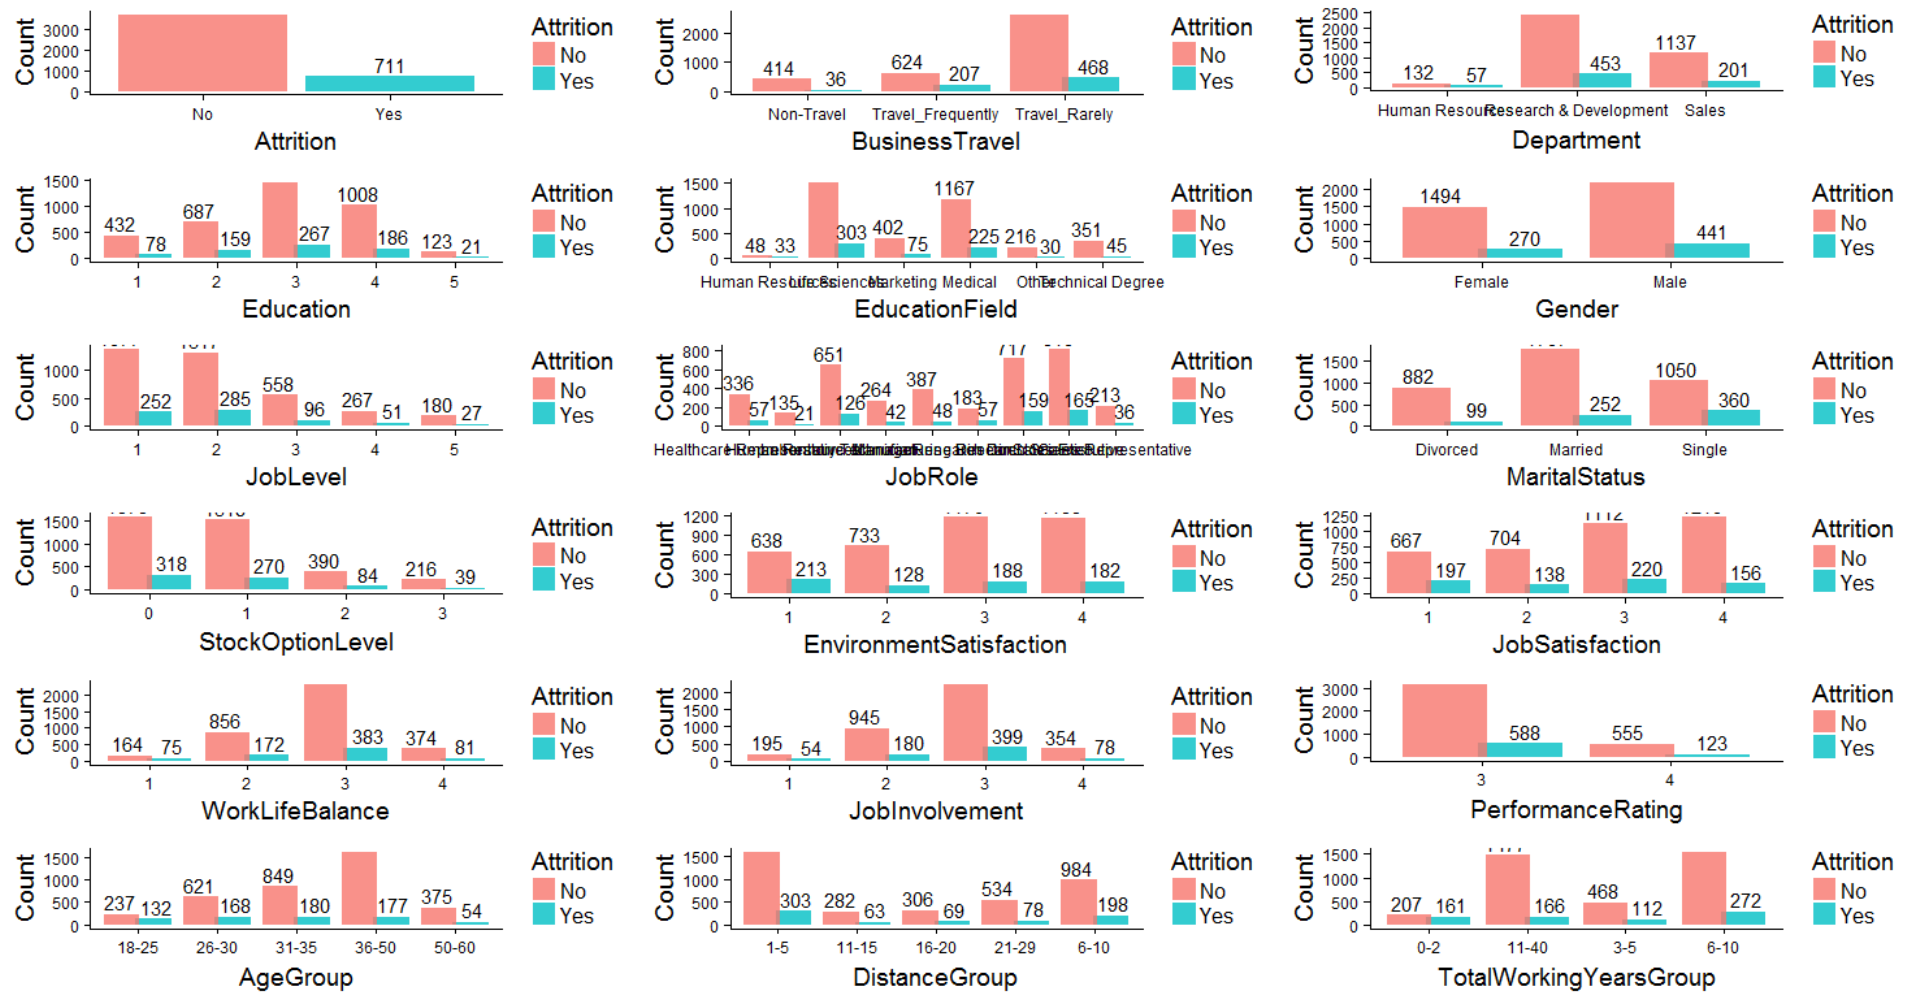 Count
3000
2000
1000
0
711
No
Yes
Attrition
Attrition
No
Yes
Count
2000
1000
0
414
36
624
207
468
Non-Travel
Travel_Frequently
Travel_Rarely
BusinessTravel
Attrition
No
Yes
Count
2500
2000
1500
1000
500
0
132
57
453
1137
201
Human Resources
Research & Development
Sales
Department
Attrition
No
Yes
Count
1500
1000
500
0
432
78
687
159
267
1008
186
123
21
1
2
3
4
5
Education
Attrition
No
Yes
Count
1500
1000
500
0
48
33
303
402
75
1167
225
216
30
351
45
Human Resources
Life Sciences
Marketing
Medical
Other
Technical Degree
EducationField
Attrition
No
Yes
Count
2000
1500
1000
500
0
1494
270
441
Female
Male
Gender
Attrition
No
Yes
Count
1000
500
0
252
285
558
96
267
51
180
27
1
2
3
4
5
JobLevel
Attrition
No
Yes
Count
800
600
400
200
0
336
57
135
21
651
126
264
42
387
48
183
57
717
159
165
213
36
JobRole
Attrition
No
Yes
Count
1500
1000
500
0
882
99
252
1050
360
Divorced
Married
Single
MaritalStatus
Attrition
No
Yes
Count
1500
1000
500
0
318
270
390
84
216
39
0
1
2
3
StockOptionLevel
Attrition
No
Yes
Count
1200
900
600
300
0
638
213
733
128
188
182
1
2
3
4
EnvironmentSatisfaction
Attrition
No
Yes
Count
1250
1000
750
500
250
0
667
197
704
138
1112
220
156
1
2
3
4
JobSatisfaction
Attrition
No
Yes
Count
2000
1500
1000
500
0
164
75
856
172
383
374
81
1
2
3
4
WorkLifeBalance
Attrition
No
Yes
Count
2000
1500
1000
500
0
195
54
945
180
399
354
78
1
2
3
4
JobInvolvement
Attrition
No
Yes
Count
3000
2000
1000
0
588
555
123
3
4
PerformanceRating
Attrition
No
Yes
Count
1500
1000
500
0
237
132
621
168
849
180
177
375
54
18-25
26-30
31-35
36-50
50-60
AgeGroup
Attrition
No
Yes
Count
1500
1000
500
0
303
282
63
306
69
534
78
984
198
1-5
11-15
16-20
21-29
6-10
DistanceGroup
Attrition
No
Yes
Count
1500
1000
500
0
207
161
166
468
112
272
0-2
11-40
3-5
6-10
TotalWorkingYearsGroup
Attrition
No
Yes